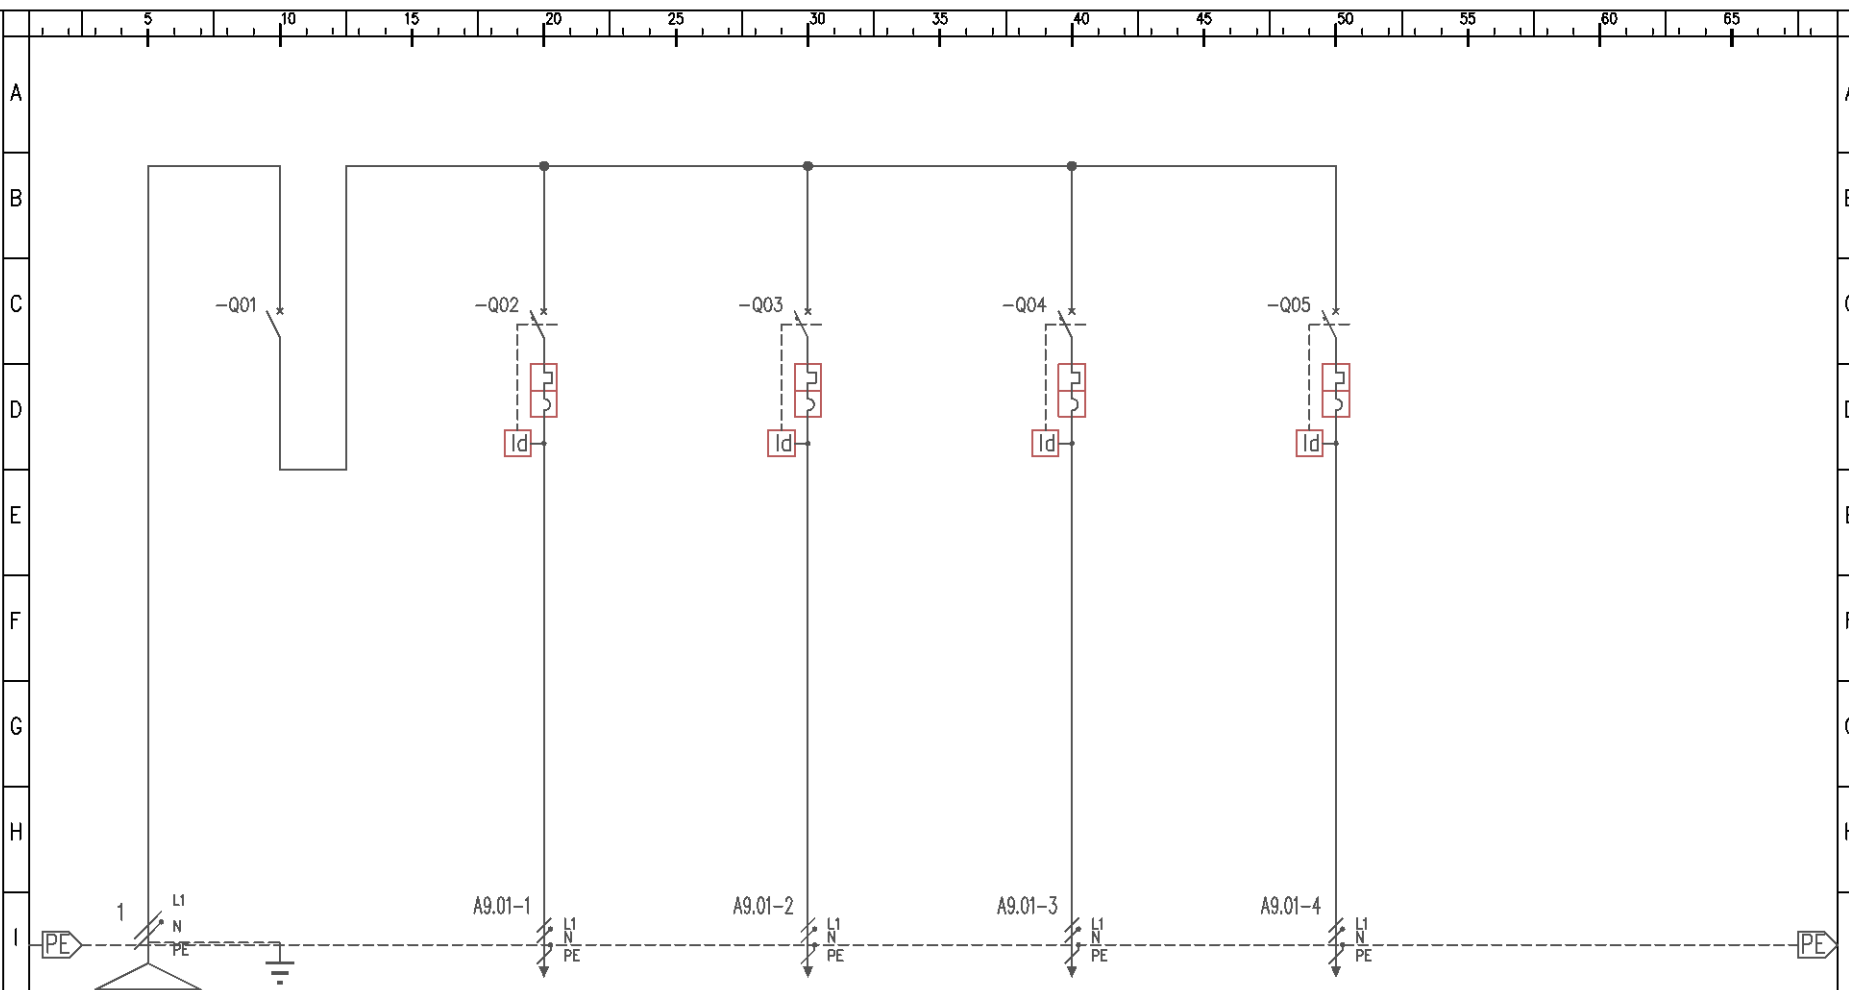 5 10 15 20 25 30 35 40 45 50 55 60 65
A A
B B
C C
-Q01 -Q02 -Q03 -Q04 -Q05
D D
Id Id Id Id
E E
F F
G G
H H
1 L1 A9.01-1 A9.01-2 A9.01-3 A9.01-4
N L1 L1 L1 L1
I N N N N
PE PE PE
PE PE PE PE